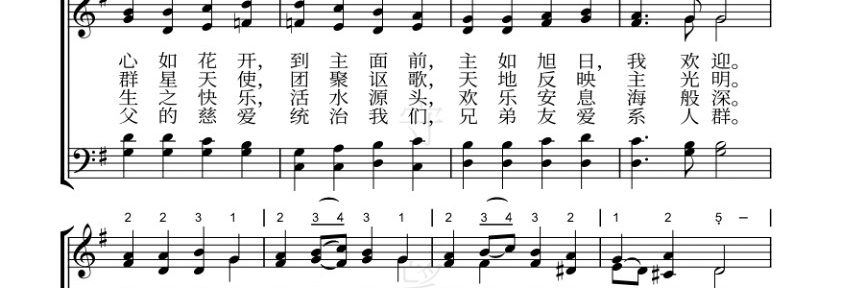 心 如 花 开, 到 主 面 前, 主 如 旭 日, 我 欢 迎。
群 星 天 使, 团 聚 讴 歌, 天 地 反 映 主 光 明。
生 之 快 乐, 活 水 源 头, 欢 乐 安 息 海 般 深。
父 的 慈 爱 统 治 我 们, 兄 弟 友 爱 系 人 群。
2 2 3 1 | 2 3 4 3 1 | 2 3 4 3 2 | 1 2 5̣ – |